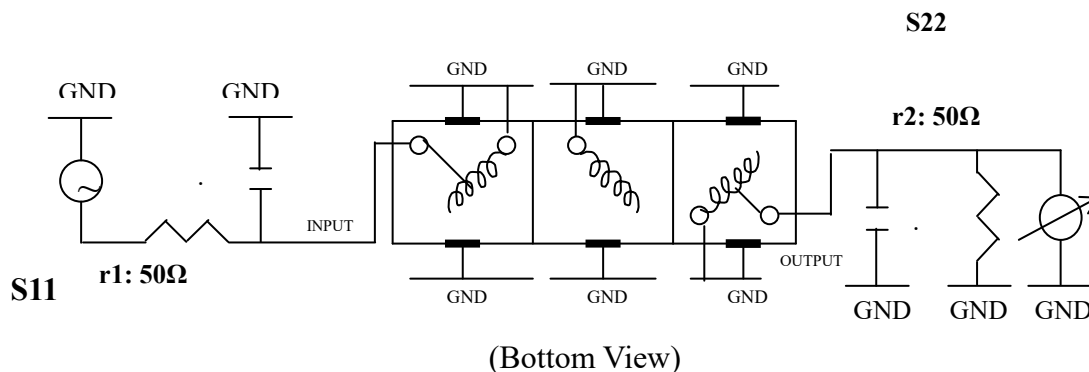 S22
GND
GND
GND
GND
GND
r2: 50Ω
INPUT
r1: 50Ω
S11
OUTPUT
GND
GND
GND
GND
GND
GND
(Bottom View)